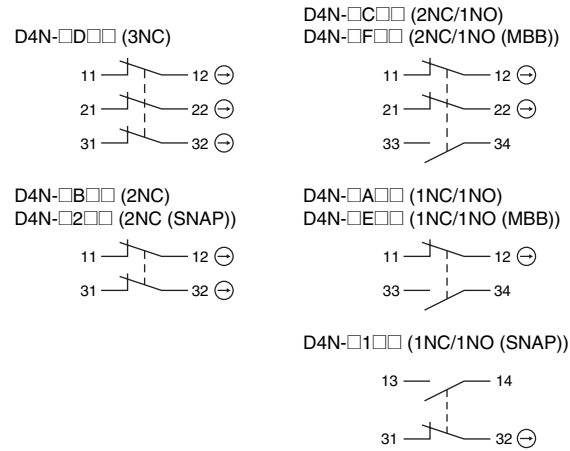 D4N-□D□□ (3NC)
11 12
21 22
31 32
D4N-□C□□ (2NC/1NO)
D4N-□F□□ (2NC/1NO (MBB))
11 12
21 22
33 34
D4N-□B□□ (2NC)
D4N-□2□□ (2NC (SNAP))
11 12
31 32
D4N-□A□□ (1NC/1NO)
D4N-□E□□ (1NC/1NO (MBB))
11 12
33 34
D4N-□1□□ (1NC/1NO (SNAP))
13 14
31 32